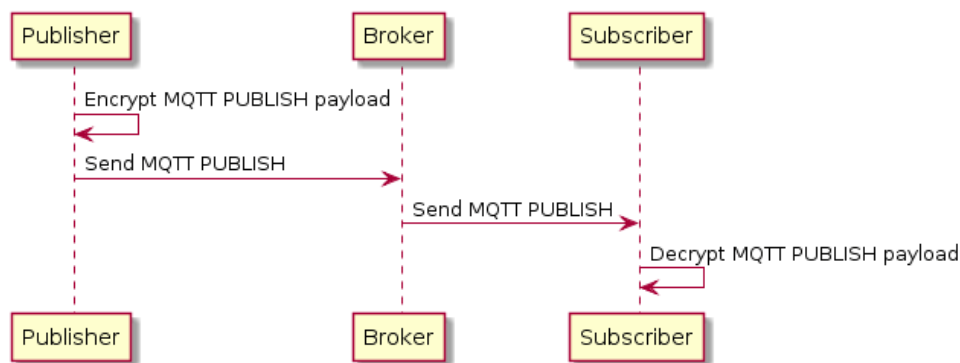 Publisher
Broker
Subscriber
Encrypt MQTT PUBLISH payload
Send MQTT PUBLISH
Send MQTT PUBLISH
Decrypt MQTT PUBLISH payload
Publisher
Broker
Subscriber